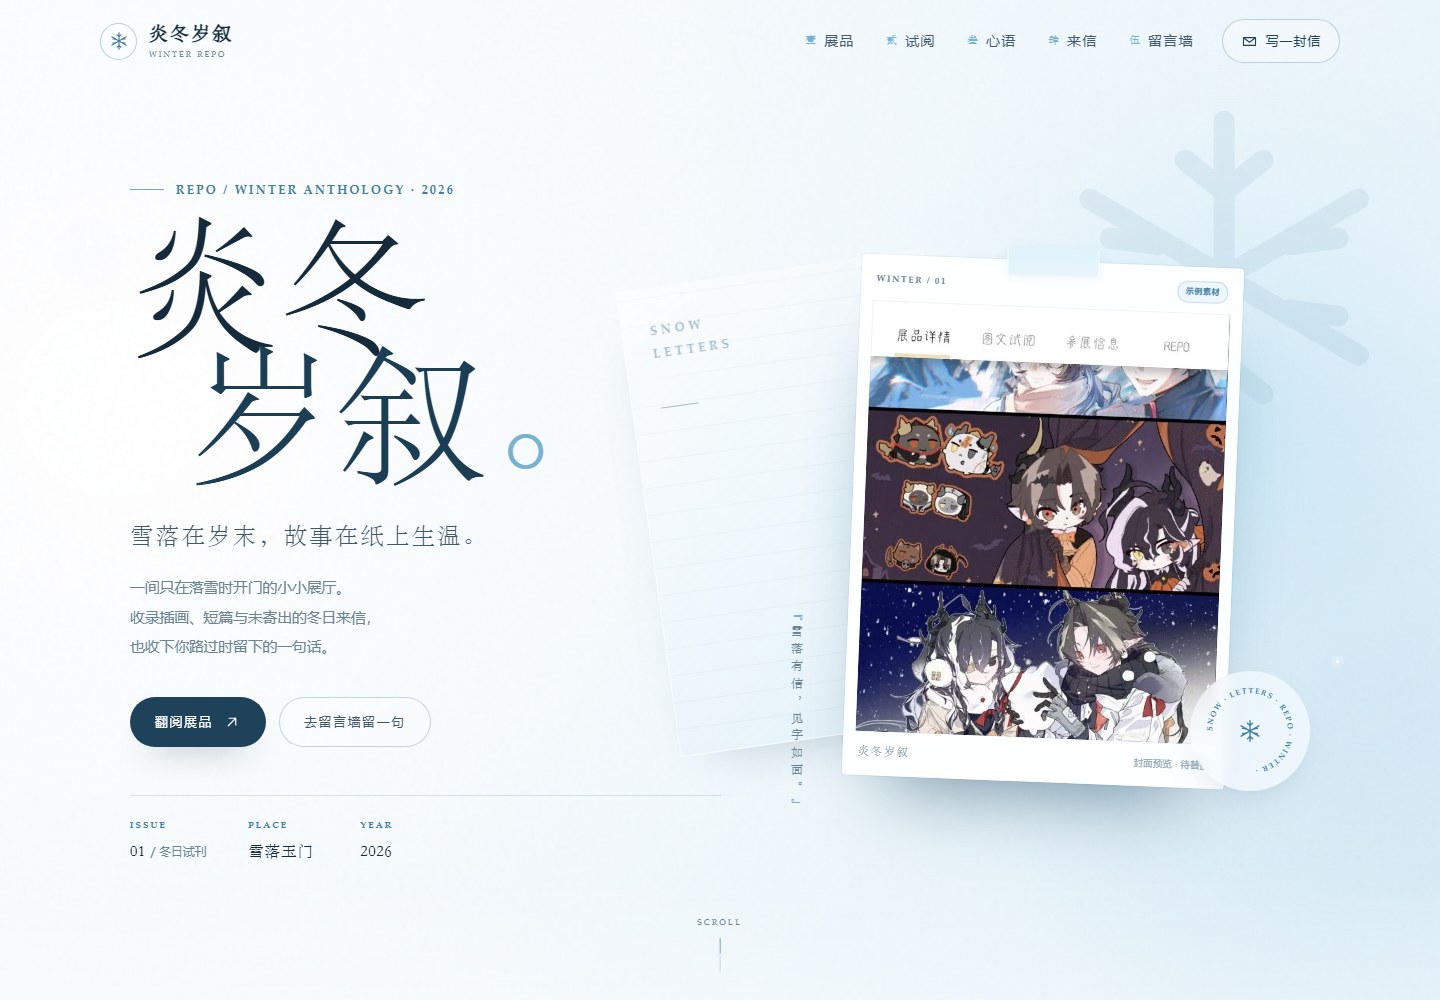 炎冬岁叙
WINTER REPO
壹 展品
贰 试阅
叁 心语
肆 来信
伍 留言墙
写一封信
REPO / WINTER ANTHOLOGY · 2026
炎冬
岁叙
雪落在岁末，故事在纸上生温。
一间只在落雪时开门的小小展厅。
收录插画、短篇与未寄出的冬日来信，
也收下你路过时留下的一句话。
翻阅展品
去留言墙留一句
ISSUE
01 / 冬日试刊
PLACE
雪落玉门
YEAR
2026
SNOW
LETTERS
『雪落有信，见字如面。』
WINTER / 01
示例素材
展品详情
图文试阅
参展信息
REPO
炎冬岁叙
封面预览 · 待替
SNOW · LETTERS · REPO · WINTER ·
SCROLL